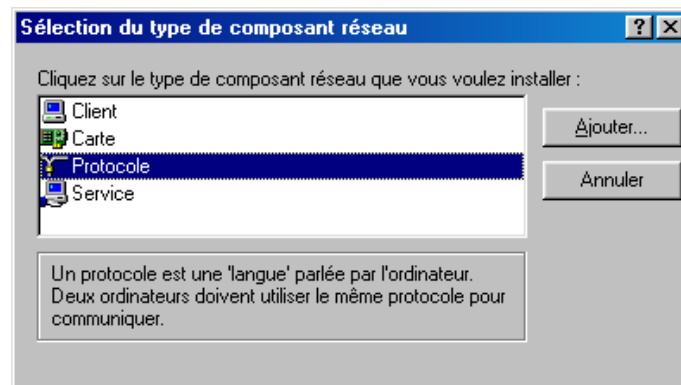 Sélection du type de composant réseau
Cliquez sur le type de composant réseau que vous voulez installer :
Client
Carte
Protocole
Service
Ajouter...
Annuler
Un protocole est une 'langue' parlée par l'ordinateur.
Deux ordinateurs doivent utiliser le même protocole pour
communiquer.